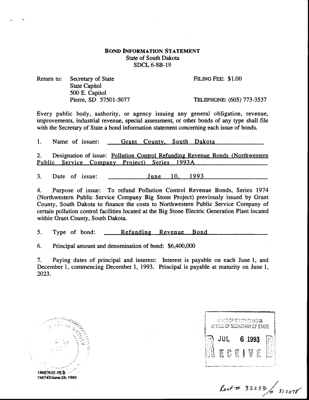 BOND INFORMATION STATEMENT
State of South Dakota
SDCL 6-8B-19
Return to: Secretary of State FILING FEE: $1.00
State Capitol
500 E. Capitol
Pierre, SD 57501-5077 TELEPHONE: (605) 773-3537
Every public body, authority, or agency issuing any general obligation, revenue,
improvements, industrial revenue, special assessment, or other bonds of any type shall file
with the Secretary of State a bond information statement concerning each issue of bonds.
1. Name of issuer: Grant County, South Dakota
2. Designation of issue: Pollution Control Refunding Revenue Bonds (Northwestern
Public Service Company Project) Series 1993A
3. Date of issue: June 10, 1993
4. Purpose of issue: To refund Pollution Control Revenue Bonds, Series 1974
(Northwestern Public Service Company Big Stone Project) previously issued by Grant
County, South Dakota to finance the costs to Northwestern Public Service Company of
certain pollution control facilities located at the Big Stone Electric Generation Plant located
within Grant County, South Dakota.
5. Type of bond: Refunding Revenue Bond
6. Principal amount and denomination of bond: $6,400,000
7. Paying dates of principal and interest: Interest is payable on each June 1, and
December 1, commencing December 1, 1993. Principal is payable at maturity on June 1,
2023.
STATE OF SOUTH DAKOTA
OFFICE OF SECRETARY OF STATE
JUL 6 1993
RECEIVE